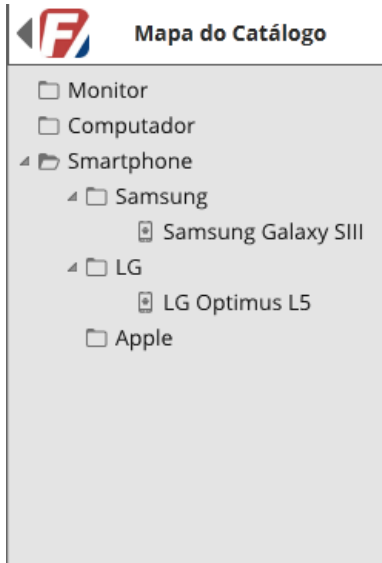 F
Mapa do Catálogo
Monitor
Computador
Smartphone
Samsung
Samsung Galaxy SIII
LG
LG Optimus L5
Apple